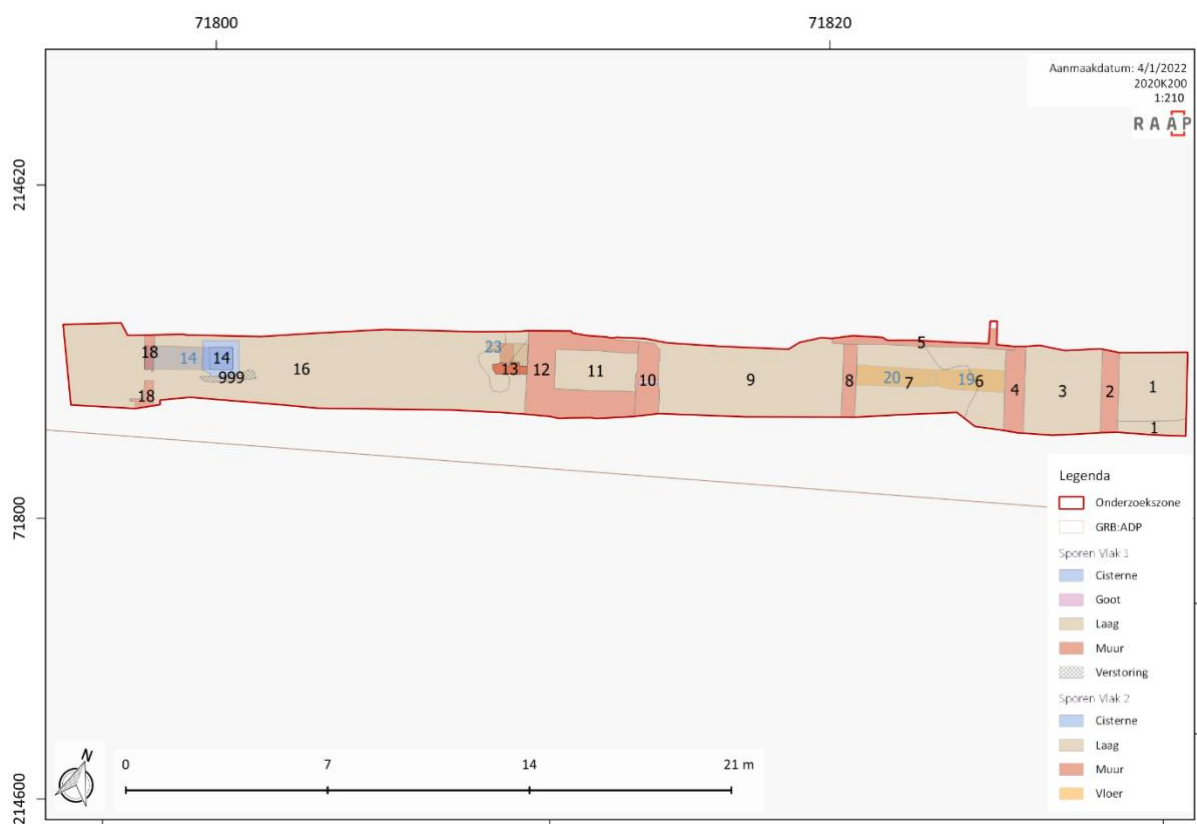 71800
71820
Aanmaakdatum: 4/1/2022
2020K200
1:210
RAAP
214620
71800
214600
18
14
14
18
999
16
23
13
12
11
10
9
8
5
20
7
19
6
4
3
2
1
1
Legenda
Onderzoekszone
GRB:ADP
Sporen Vlak 1
Cisterne
Goot
Laag
Muur
Verstoring
Sporen Vlak 2
Cisterne
Laag
Muur
Vloer
N
0
7
14
21 m